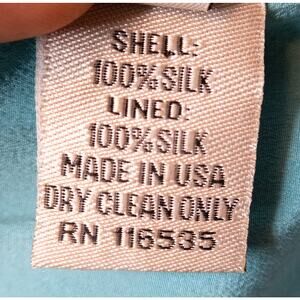 SHELL:
100% SILK
LINED:
100% SILK
MADE IN USA
DRY CLEAN ONLY
RN 116535